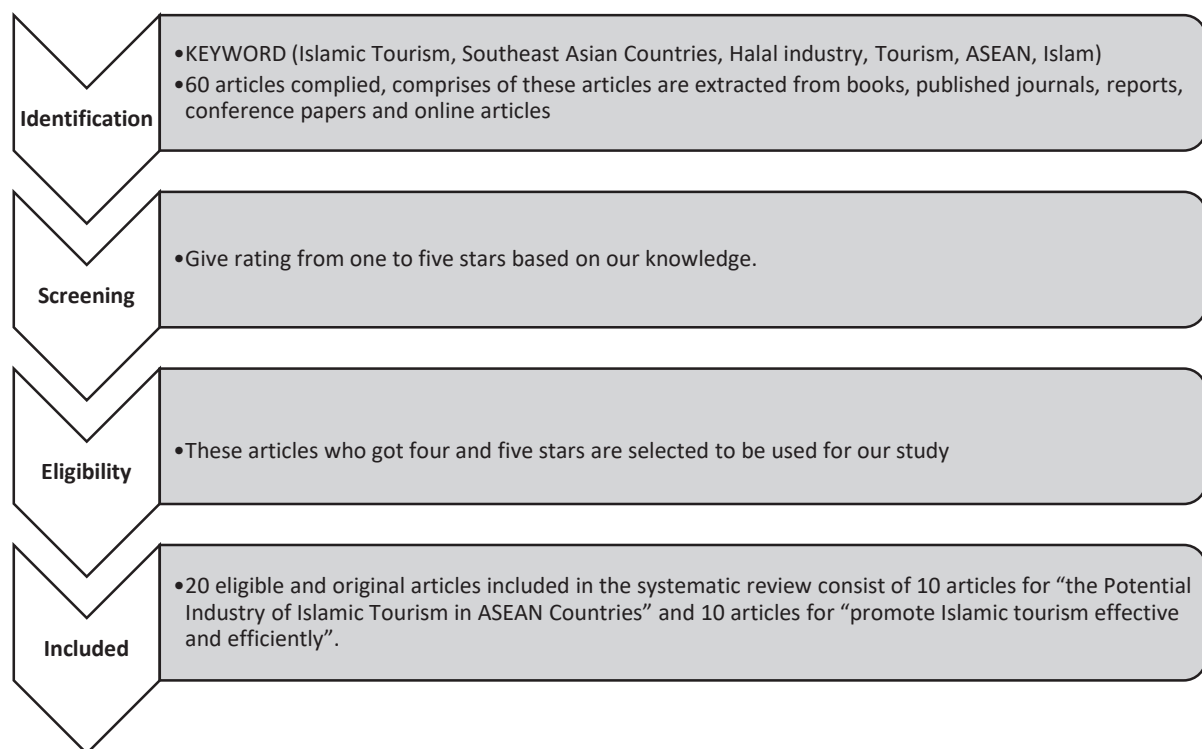 Identification
•KEYWORD (Islamic Tourism, Southeast Asian Countries, Halal industry, Tourism, ASEAN, Islam)
•60 articles complied, comprises of these articles are extracted from books, published journals, reports,
conference papers and online articles
Screening
•Give rating from one to five stars based on our knowledge.
Eligibility
•These articles who got four and five stars are selected to be used for our study
Included
•20 eligible and original articles included in the systematic review consist of 10 articles for “the Potential
Industry of Islamic Tourism in ASEAN Countries” and 10 articles for “promote Islamic tourism effective
and efficiently”.